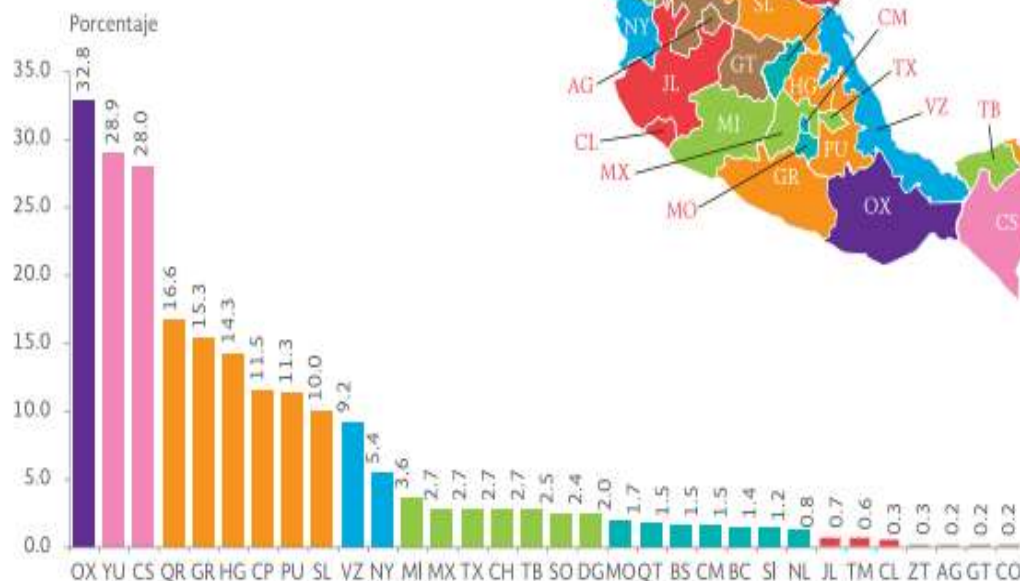 Porcentaje
35.0
30.0
25.0
20.0
15.0
10.0
5.0
0.0
32.8 28.9 28.0 16.6 15.3 14.3 11.5 11.3 10.0 9.2 5.4 3.6 2.7 2.7 2.7 2.7 2.5 2.4 2.0 1.7 1.5 1.5 1.5 1.4 1.2 0.8 0.7 0.6 0.3 0.3 0.2 0.2 0.2
OX YU CS QR GR HG CP PU SL VZ NY MI MX TX CH TB SO DG MO QT BS CM BC SI NL JL TM CL ZT AG GT CO
SL
NY
CM
GT
TX
AG
JL
HG
VZ
TB
MI
CL
PU
MX
GR
MO
OX
CS